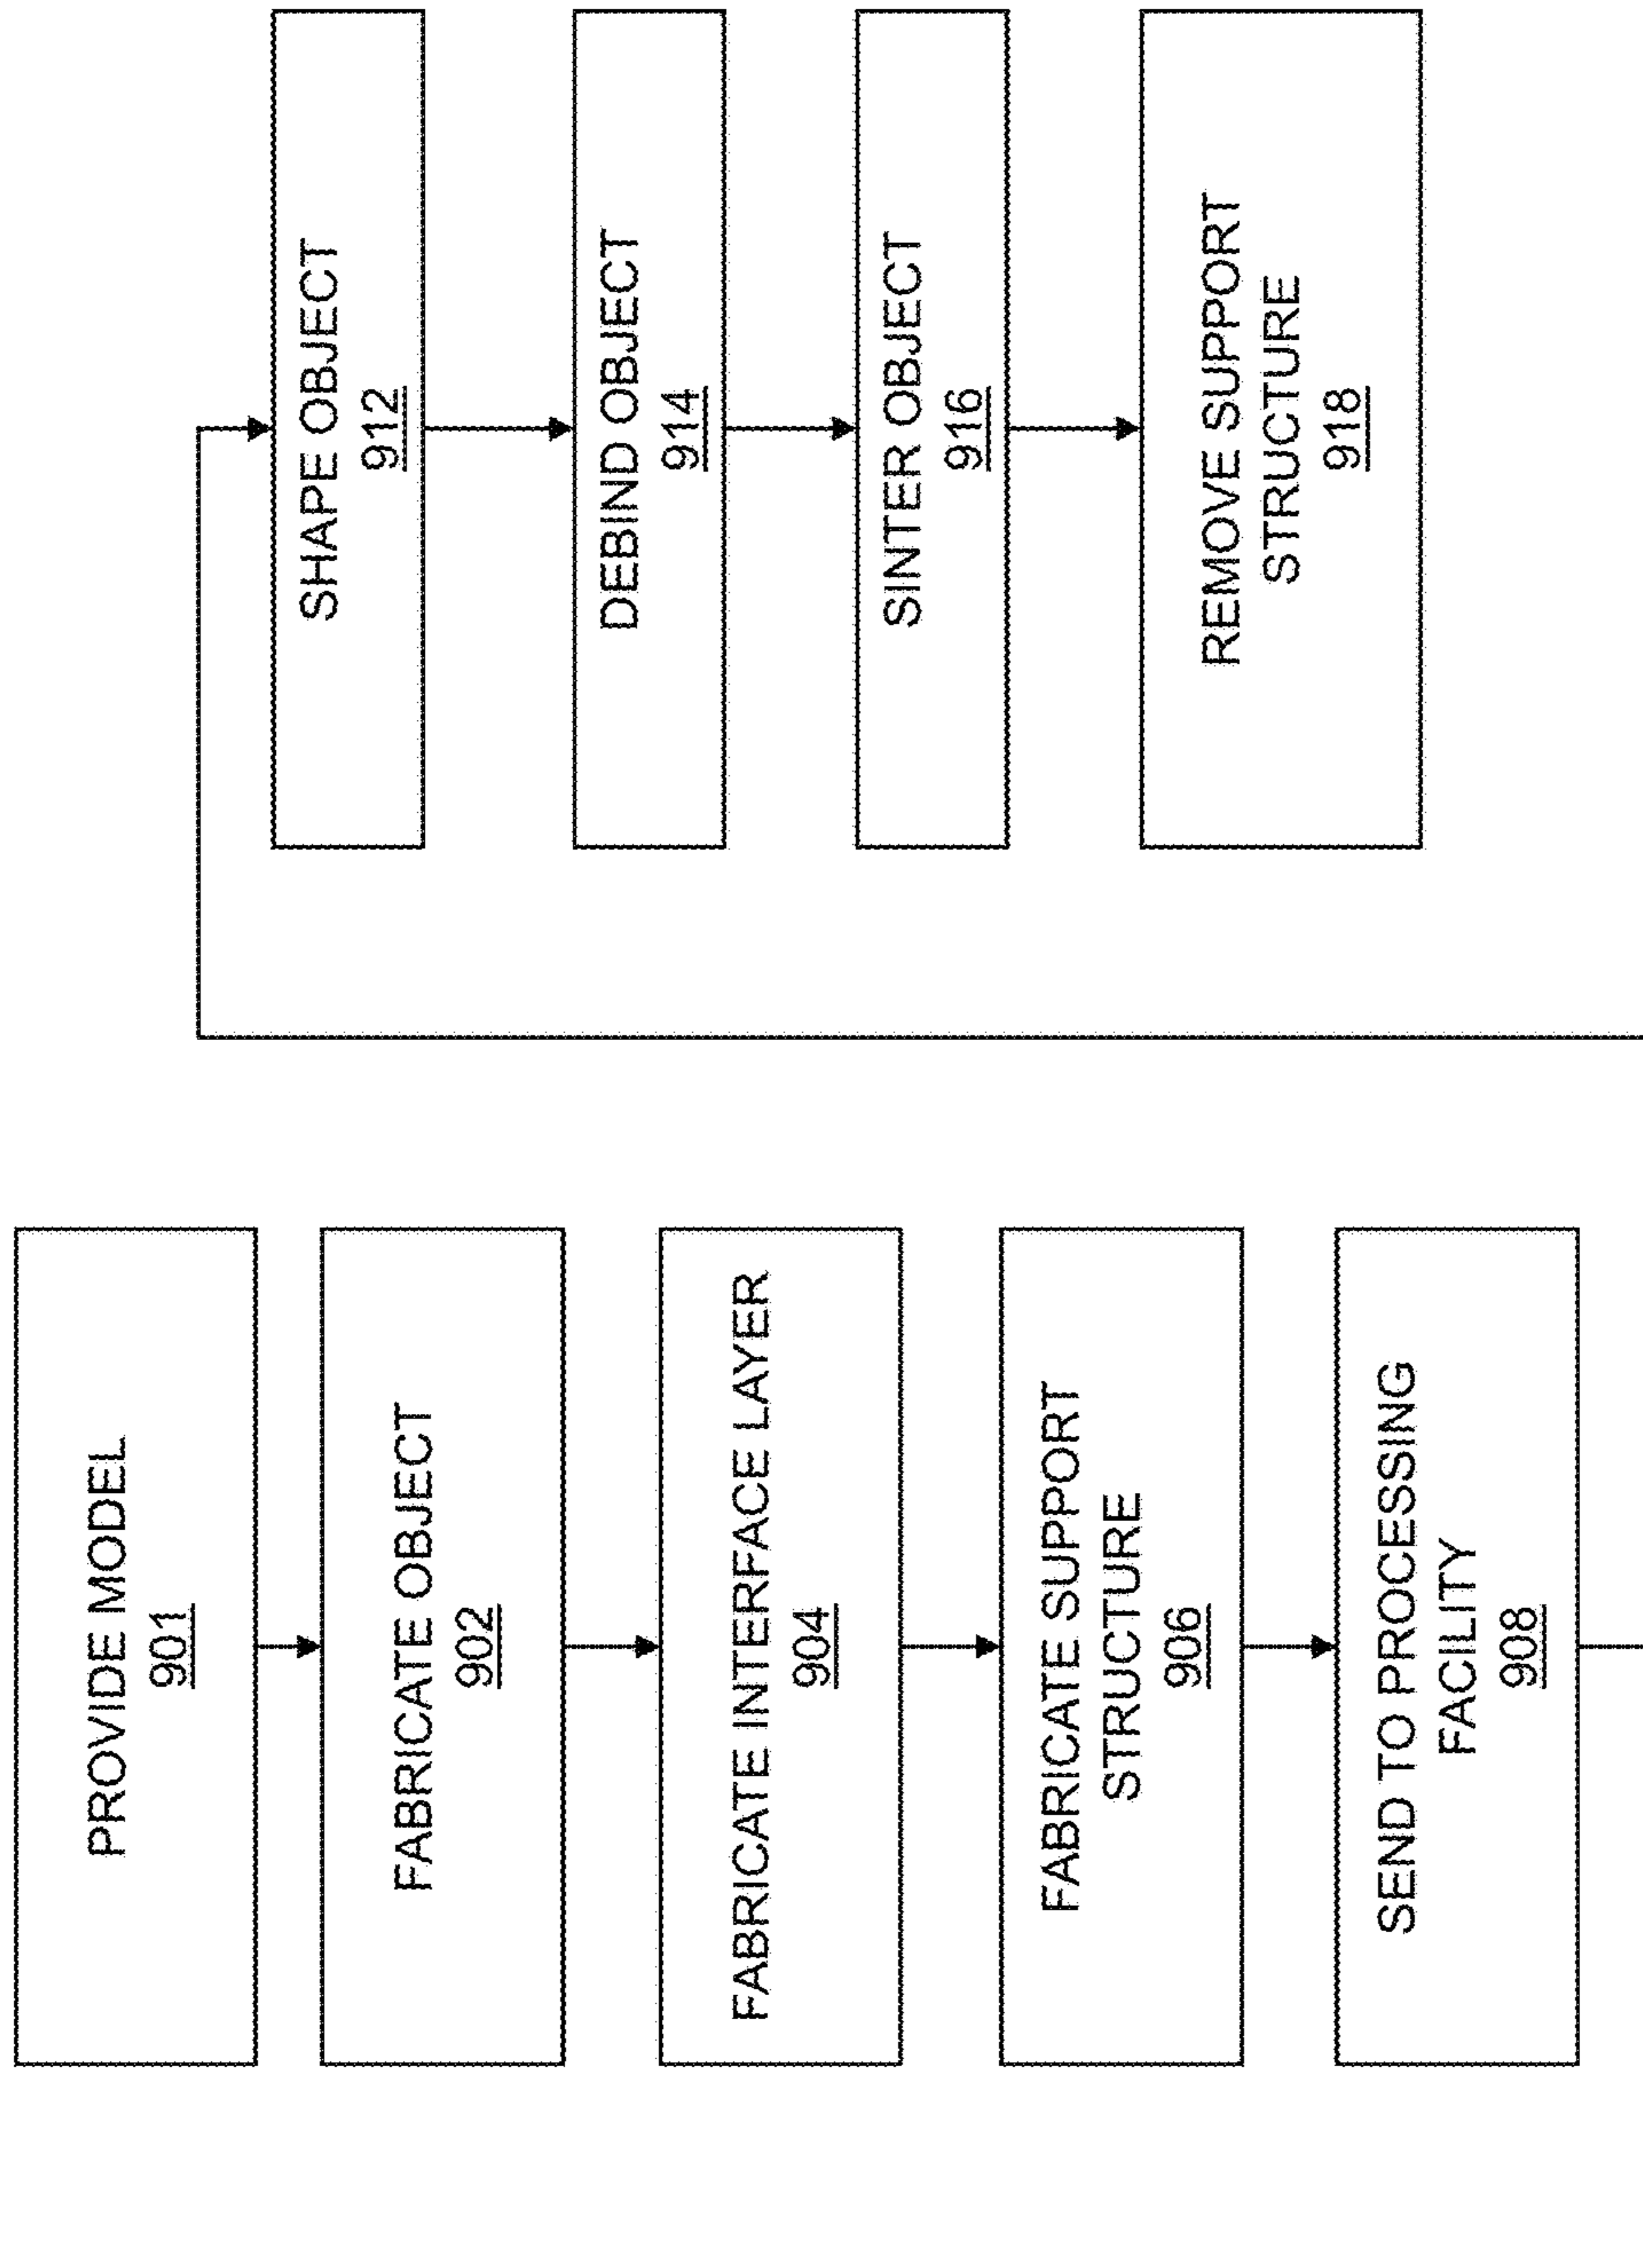 PROVIDE MODEL
901
FABRICATE OBJECT
902
FABRICATE INTERFACE LAYER
904
FABRICATE SUPPORT
STRUCTURE
906
SEND TO PROCESSING
FACILITY
908
SHAPE OBJECT
912
DEBIND OBJECT
914
SINTER OBJECT
916
REMOVE SUPPORT
STRUCTURE
918